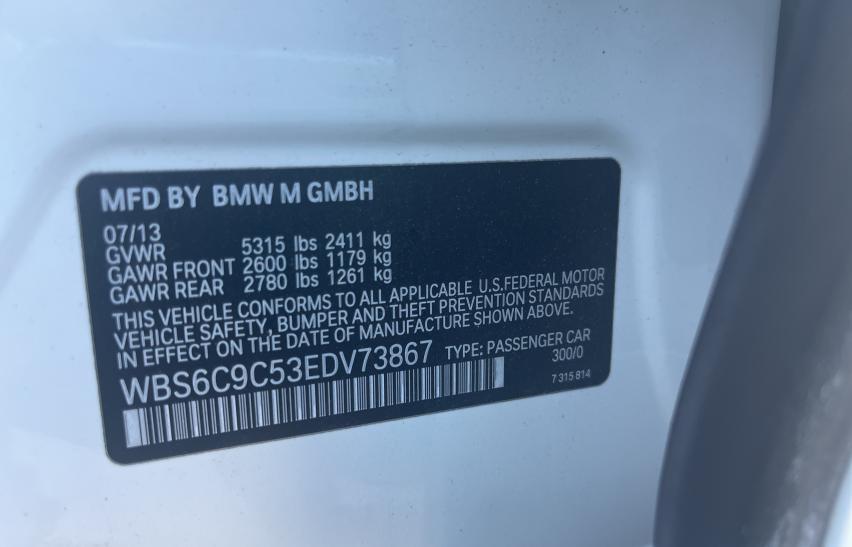 MFD BY BMW M GMBH
07/13
GVWR 5315 lbs 2411 kg
GAWR FRONT 2600 lbs 1179 kg
GAWR REAR 2780 lbs 1261 kg
THIS VEHICLE CONFORMS TO ALL APPLICABLE U.S.FEDERAL MOTOR
VEHICLE SAFETY, BUMPER AND THEFT PREVENTION STANDARDS
IN EFFECT ON THE DATE OF MANUFACTURE SHOWN ABOVE.
WBS6C9C53EDV73867 TYPE: PASSENGER CAR
300/0
7 315 814